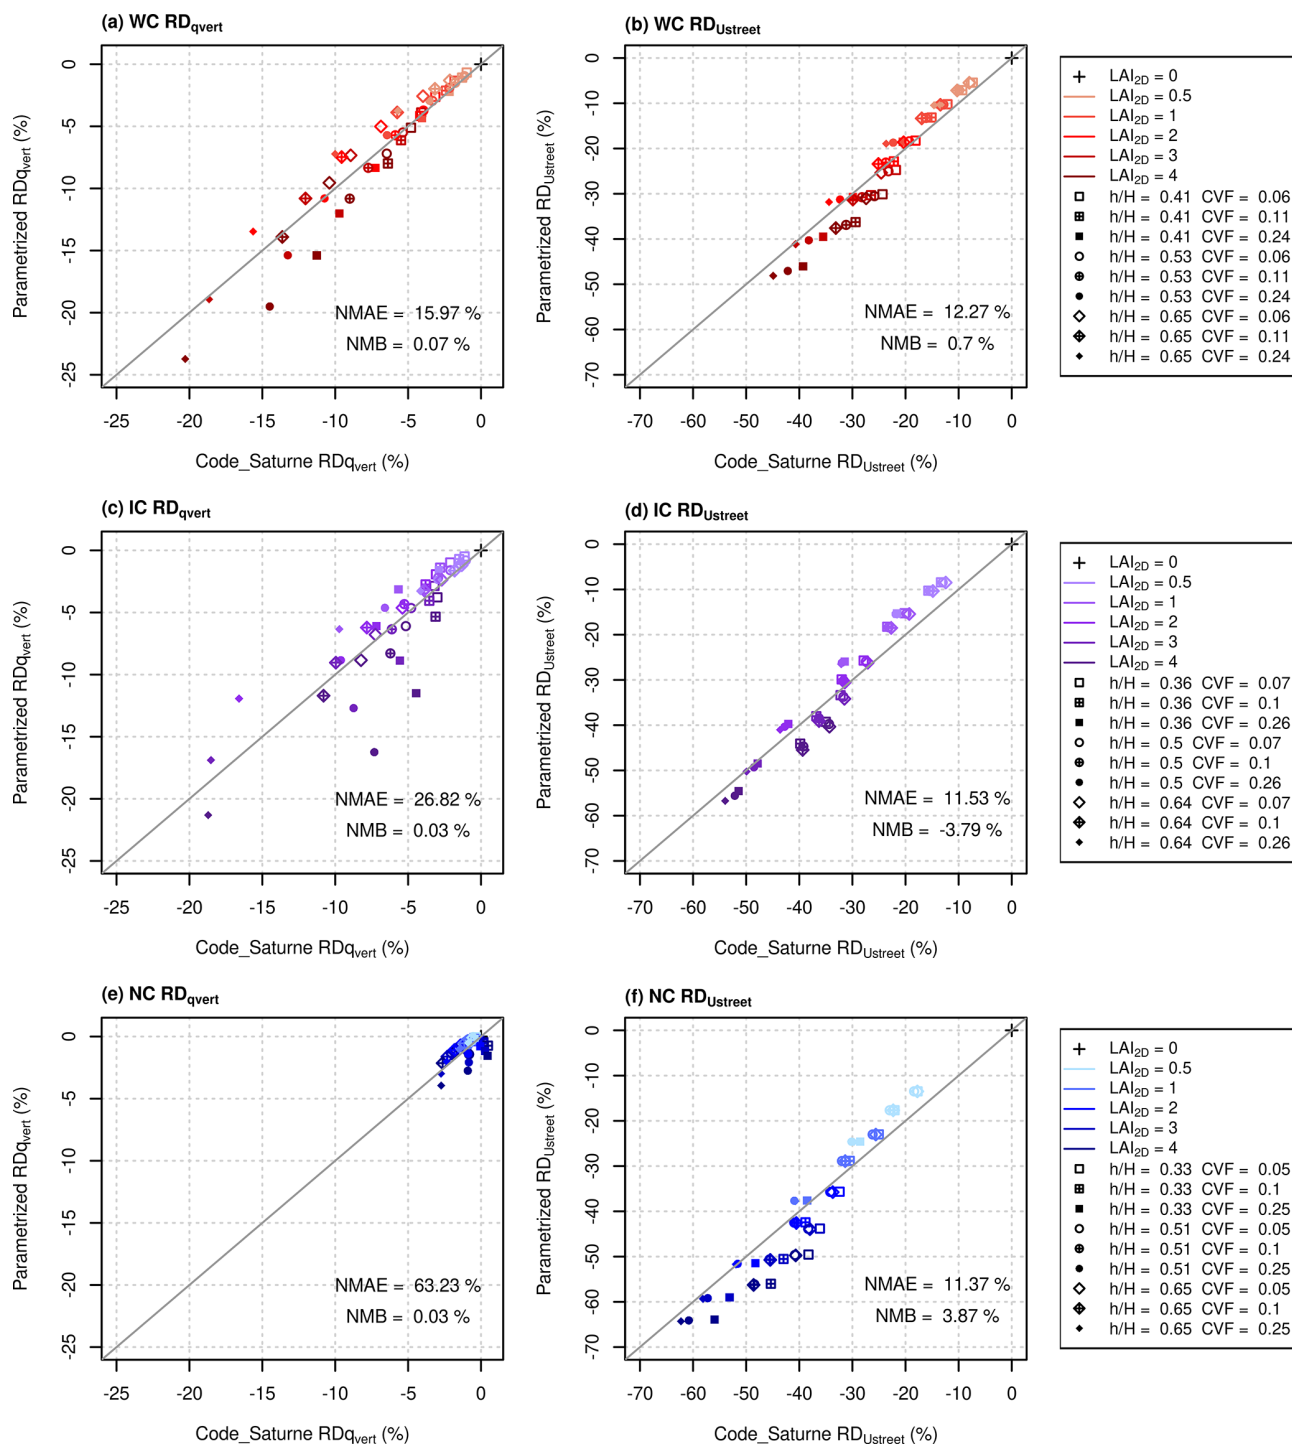 (a) WC RDqvert
0
-5
-10
-15
-20
-25
Parametrized RDqvert (%)
NMAE = 15.97 %
NMB = 0.07 %
-25 -20 -15 -10 -5 0
Code_Saturne RDqvert (%)
(b) WC RDUstreet
0
-10
-20
-30
-40
-50
-60
-70
Parametrized RDUstreet (%)
NMAE = 12.27 %
NMB = 0.7 %
-70 -60 -50 -40 -30 -20 -10 0
Code_Saturne RDUstreet (%)
LAI2D = 0
LAI2D = 0.5
LAI2D = 1
LAI2D = 2
LAI2D = 3
LAI2D = 4
h/H = 0.41 CVF = 0.06
h/H = 0.41 CVF = 0.11
h/H = 0.41 CVF = 0.24
h/H = 0.53 CVF = 0.06
h/H = 0.53 CVF = 0.11
h/H = 0.53 CVF = 0.24
h/H = 0.65 CVF = 0.06
h/H = 0.65 CVF = 0.11
h/H = 0.65 CVF = 0.24
(c) IC RDqvert
0
-5
-10
-15
-20
-25
Parametrized RDqvert (%)
NMAE = 26.82 %
NMB = 0.03 %
-25 -20 -15 -10 -5 0
Code_Saturne RDqvert (%)
(d) IC RDUstreet
0
-10
-20
-30
-40
-50
-60
-70
Parametrized RDUstreet (%)
NMAE = 11.53 %
NMB = -3.79 %
-70 -60 -50 -40 -30 -20 -10 0
Code_Saturne RDUstreet (%)
LAI2D = 0
LAI2D = 0.5
LAI2D = 1
LAI2D = 2
LAI2D = 3
LAI2D = 4
h/H = 0.36 CVF = 0.07
h/H = 0.36 CVF = 0.1
h/H = 0.36 CVF = 0.26
h/H = 0.5 CVF = 0.07
h/H = 0.5 CVF = 0.1
h/H = 0.5 CVF = 0.26
h/H = 0.64 CVF = 0.07
h/H = 0.64 CVF = 0.1
h/H = 0.64 CVF = 0.26
(e) NC RDqvert
0
-5
-10
-15
-20
-25
Parametrized RDqvert (%)
NMAE = 63.23 %
NMB = 0.03 %
-25 -20 -15 -10 -5 0
Code_Saturne RDqvert (%)
(f) NC RDUstreet
0
-10
-20
-30
-40
-50
-60
-70
Parametrized RDUstreet (%)
NMAE = 11.37 %
NMB = 3.87 %
-70 -60 -50 -40 -30 -20 -10 0
Code_Saturne RDUstreet (%)
LAI2D = 0
LAI2D = 0.5
LAI2D = 1
LAI2D = 2
LAI2D = 3
LAI2D = 4
h/H = 0.33 CVF = 0.05
h/H = 0.33 CVF = 0.1
h/H = 0.33 CVF = 0.25
h/H = 0.51 CVF = 0.05
h/H = 0.51 CVF = 0.1
h/H = 0.51 CVF = 0.25
h/H = 0.65 CVF = 0.05
h/H = 0.65 CVF = 0.1
h/H = 0.65 CVF = 0.25